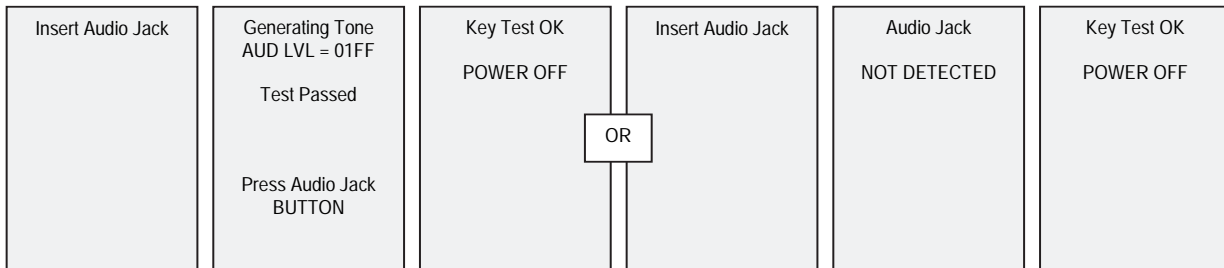 Insert Audio Jack
Generating Tone
AUD LVL = 01FF
Test Passed
Press Audio Jack
BUTTON
Key Test OK
POWER OFF
OR
Insert Audio Jack
Audio Jack
NOT DETECTED
Key Test OK
POWER OFF